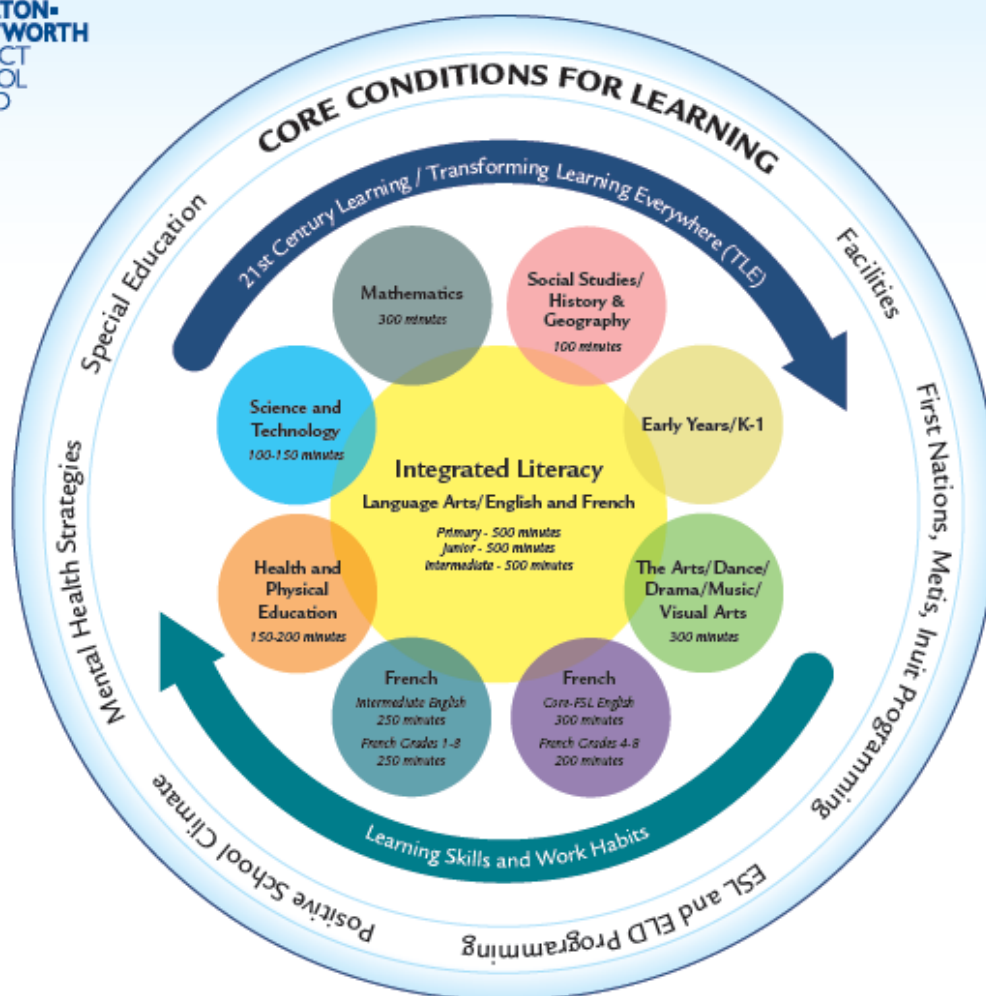 TON-
WORTH
CT
OL
D
CORE CONDITIONS FOR LEARNING
21st Century Learning / Transforming Learning Everywhere (TLE)
Special Education
Facilities
Mathematics
300 minutes
Social Studies/
History &
Geography
100 minutes
Science and
Technology
100-150 minutes
Early Years/K-1
Integrated Literacy
Language Arts/English and French
Primary - 500 minutes
Junior - 500 minutes
Intermediate - 500 minutes
Health and
Physical
Education
150-200 minutes
The Arts/Dance/
Drama/Music/
Visual Arts
300 minutes
French
Intermediate English
250 minutes
French Grades 1-8
250 minutes
French
Core-FSL English
300 minutes
French Grades 4-8
200 minutes
Learning Skills and Work Habits
Mental Health Strategies
First Nations, Metis, Inuit Programming
Positive School Climate
ESL and ELD Programming